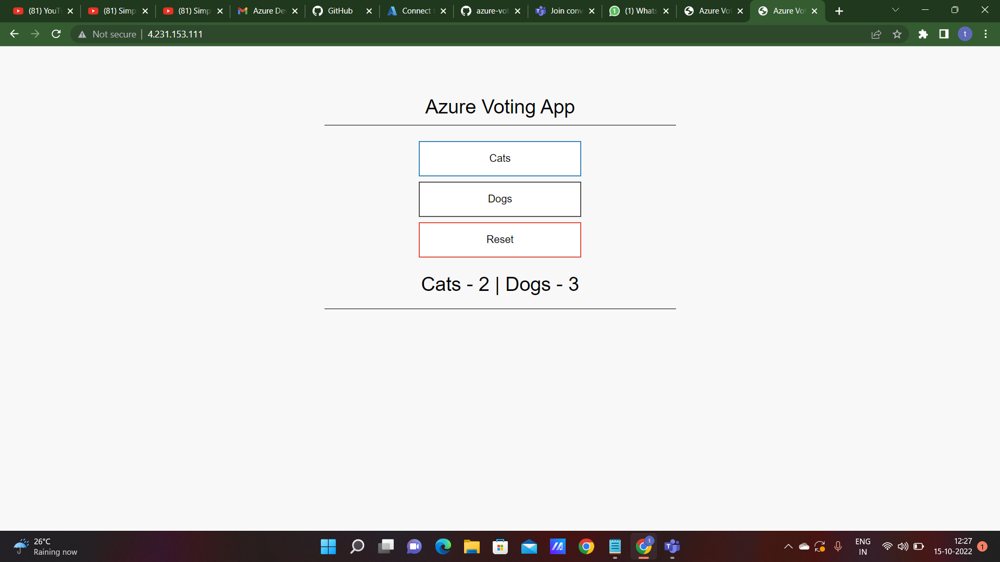 (81) YouT
(81) Simp
(81) Simp
Azure De
GitHub
Connect
azure-vot
Join conv
(1) Whats
Azure Vo
Azure Vot
Not secure
4.231.153.111
t
Azure Voting App
Cats
Dogs
Reset
Cats - 2 | Dogs - 3
26°C
Raining now
ENG
IN
12:27
15-10-2022
1